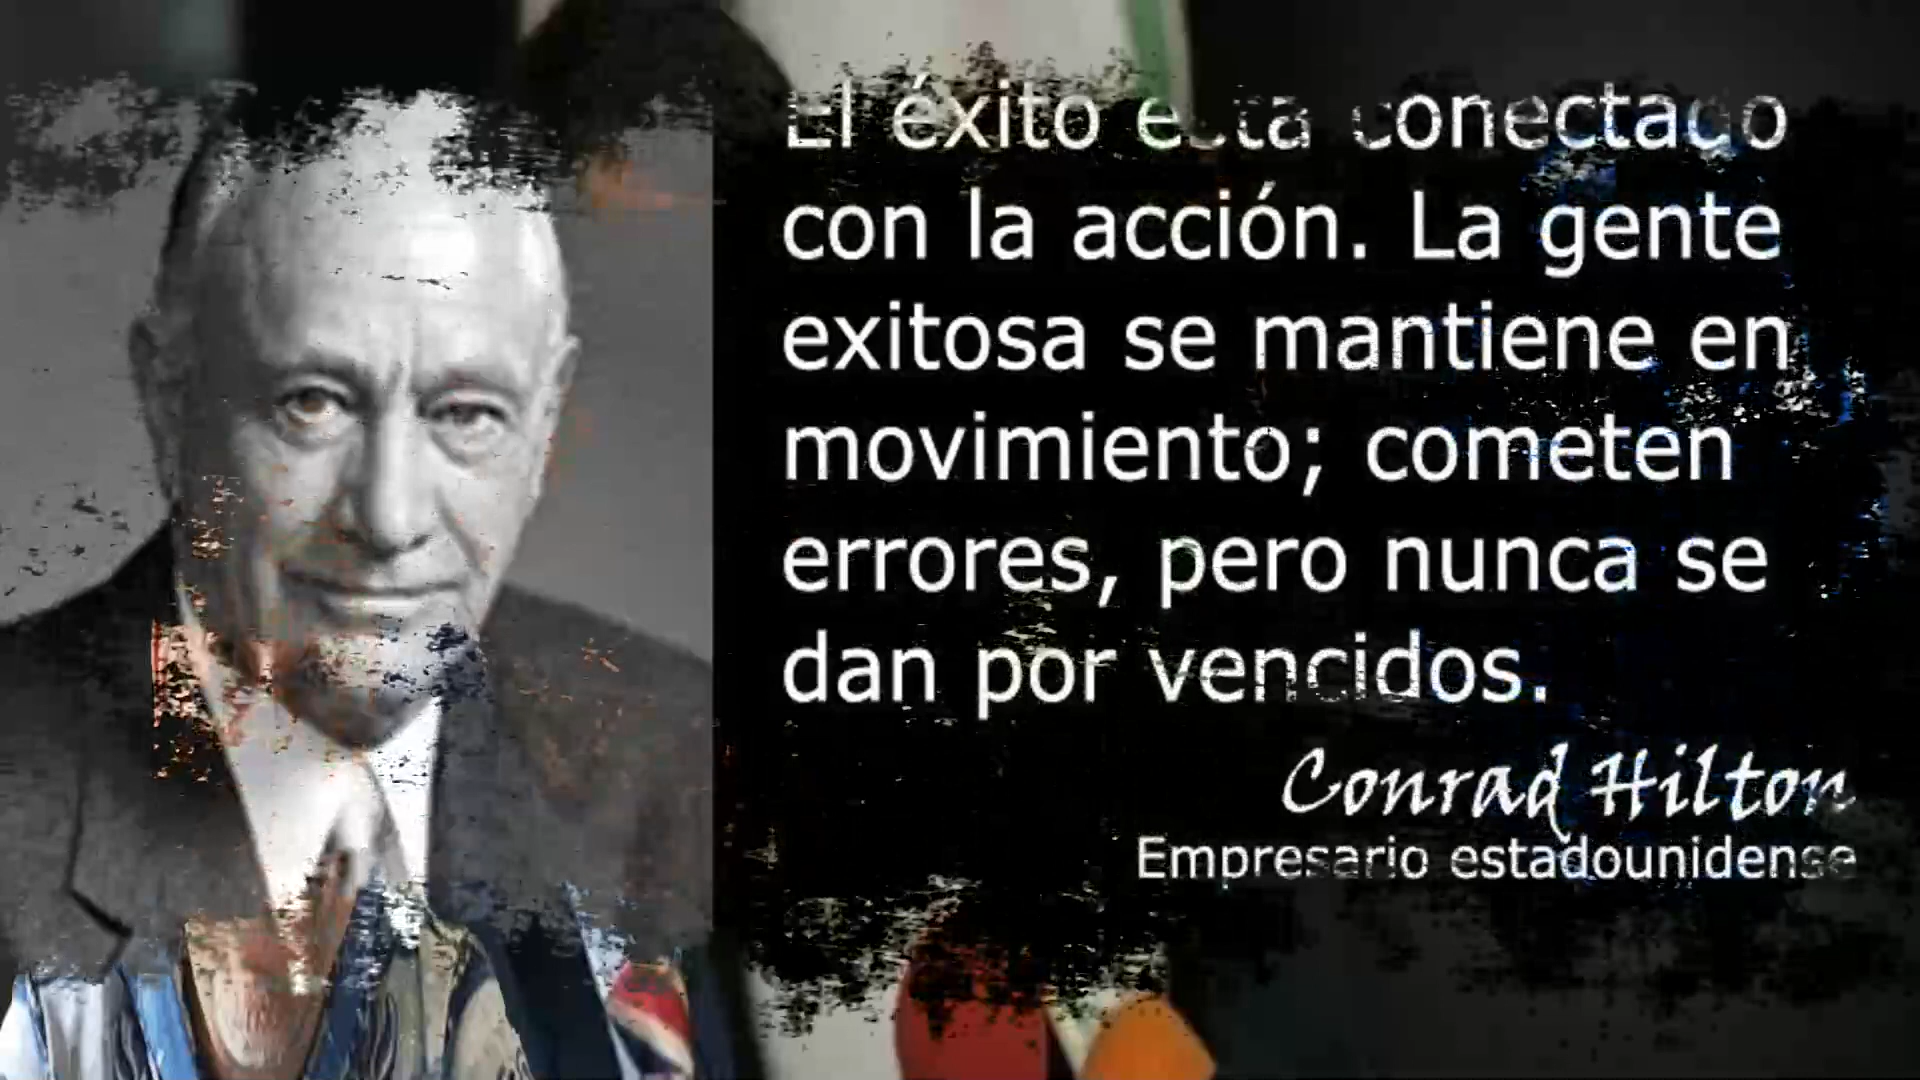 El éxito está conectado
con la acción. La gente
exitosa se mantiene en
movimiento; cometen
errores, pero nunca se
dan por vencidos.
Conrad Hilton
Empresario estadounidense